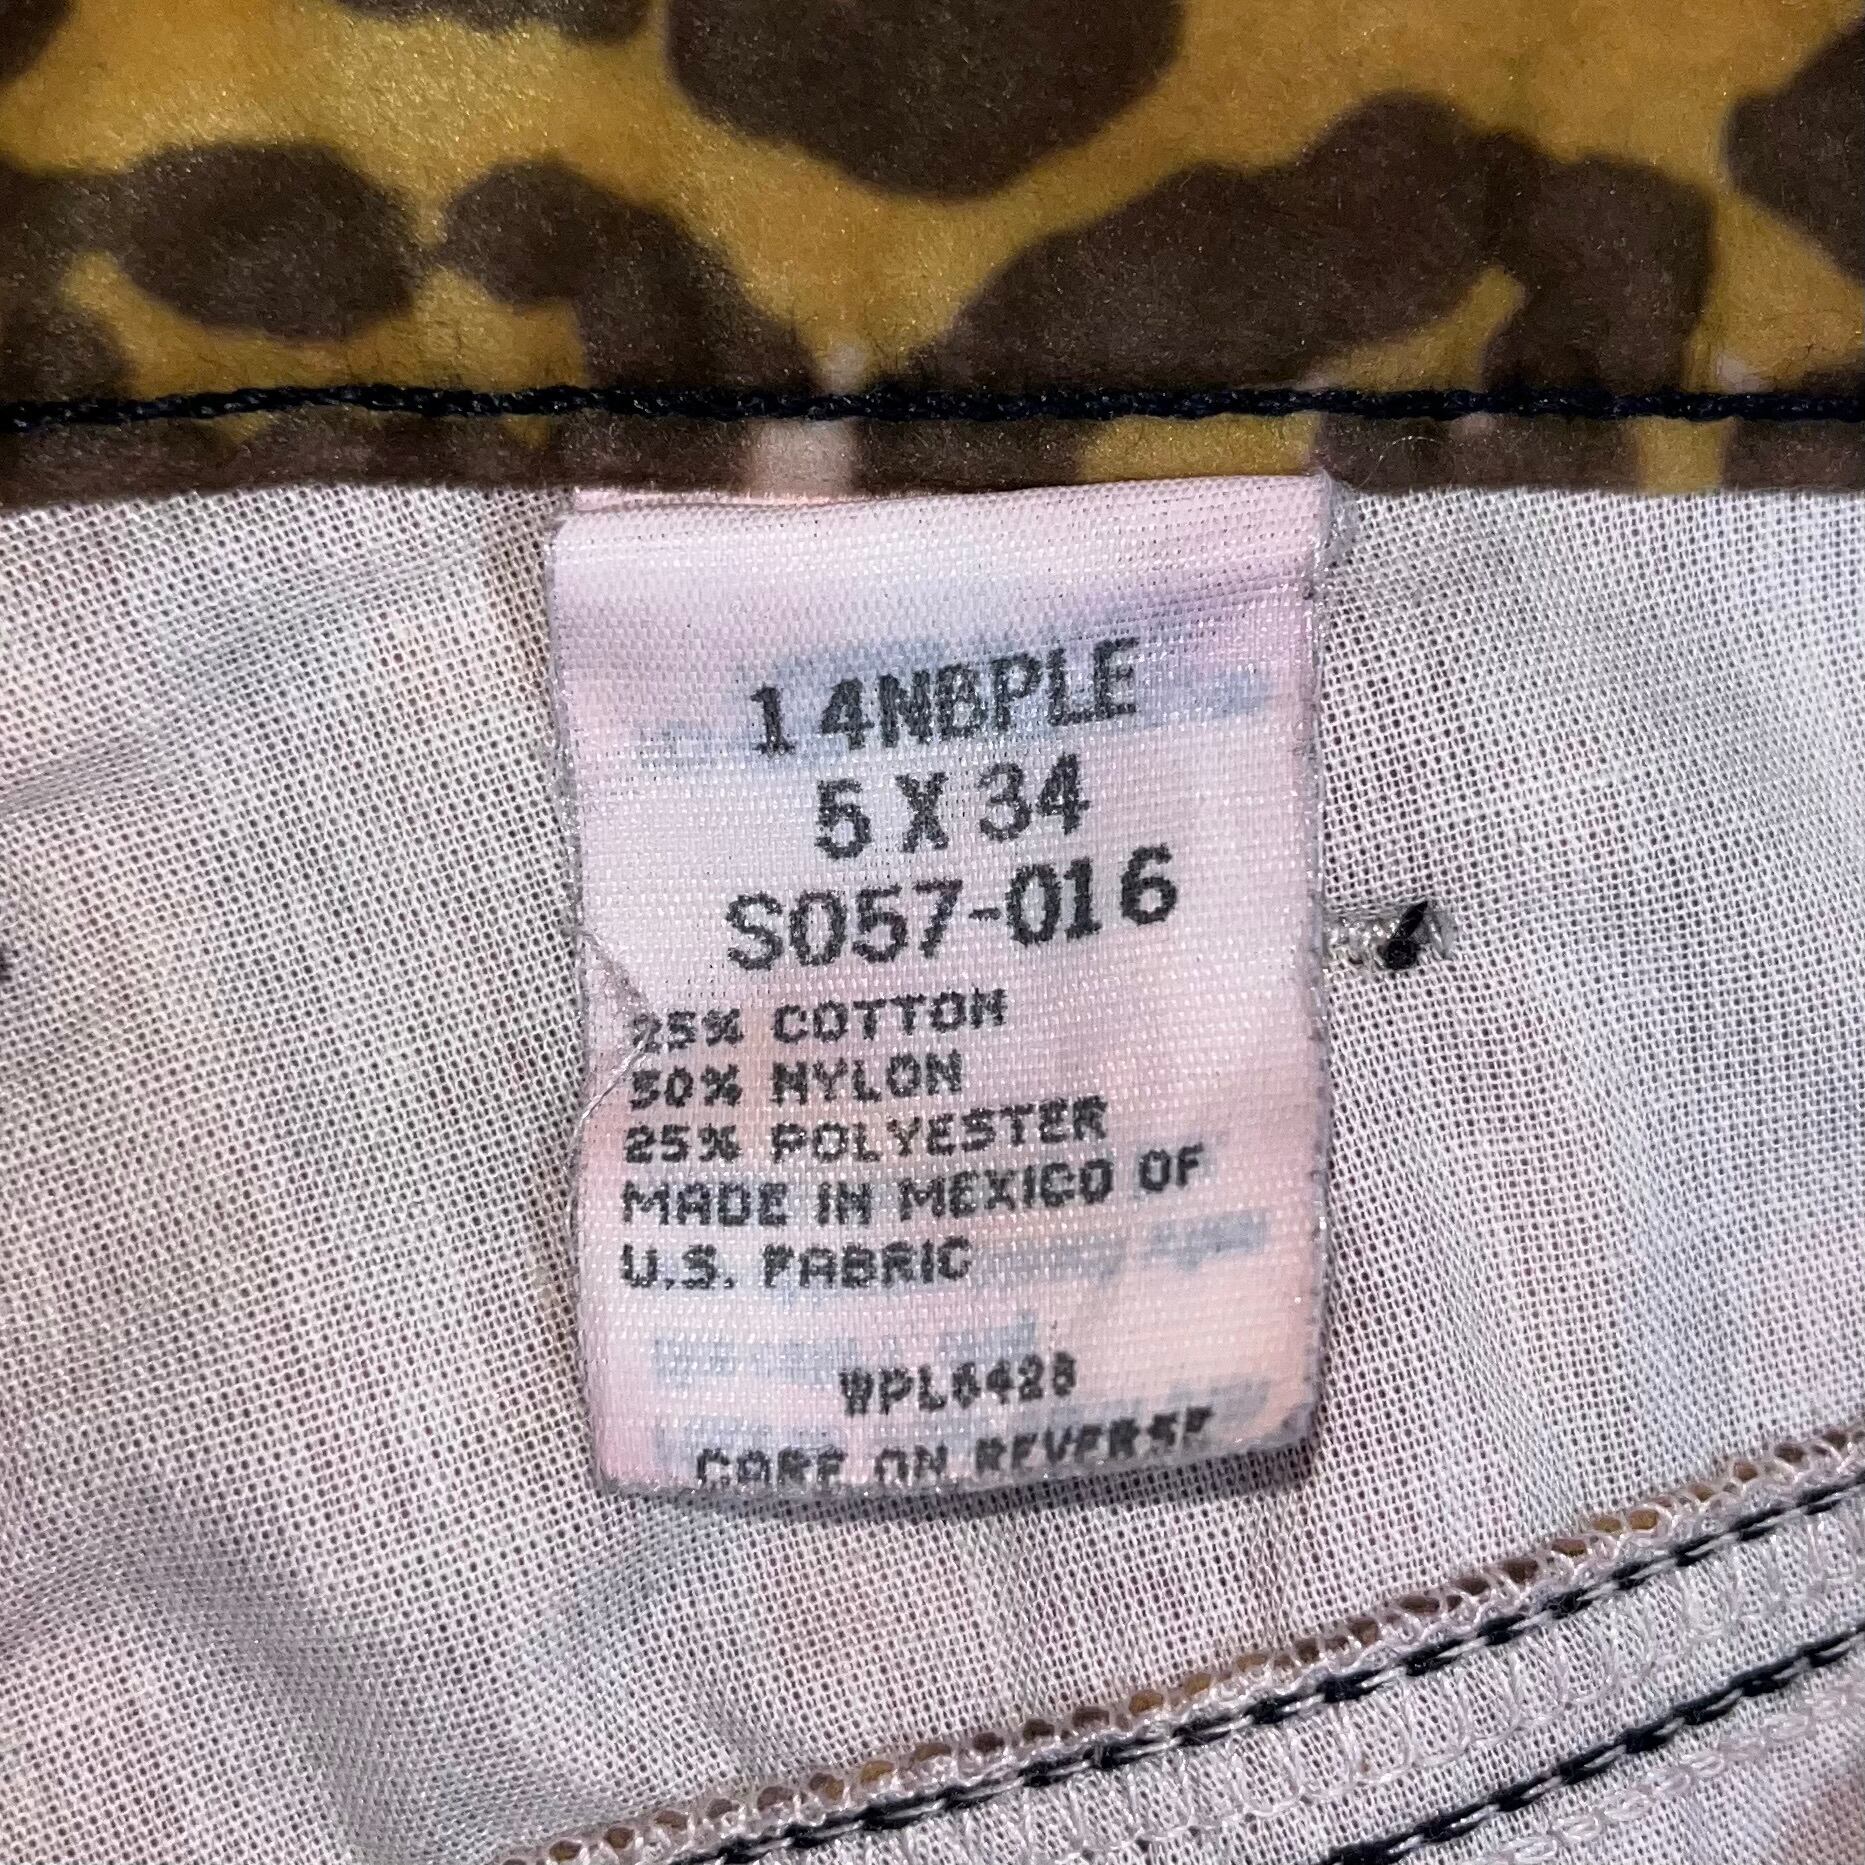 14NBPLE
5 X 34
S057-016
25% COTTON
50% NYLON
25% POLYESTER
MADE IN MEXICO OF
U.S. FABRIC
WPL6428
CARE ON REVERSE